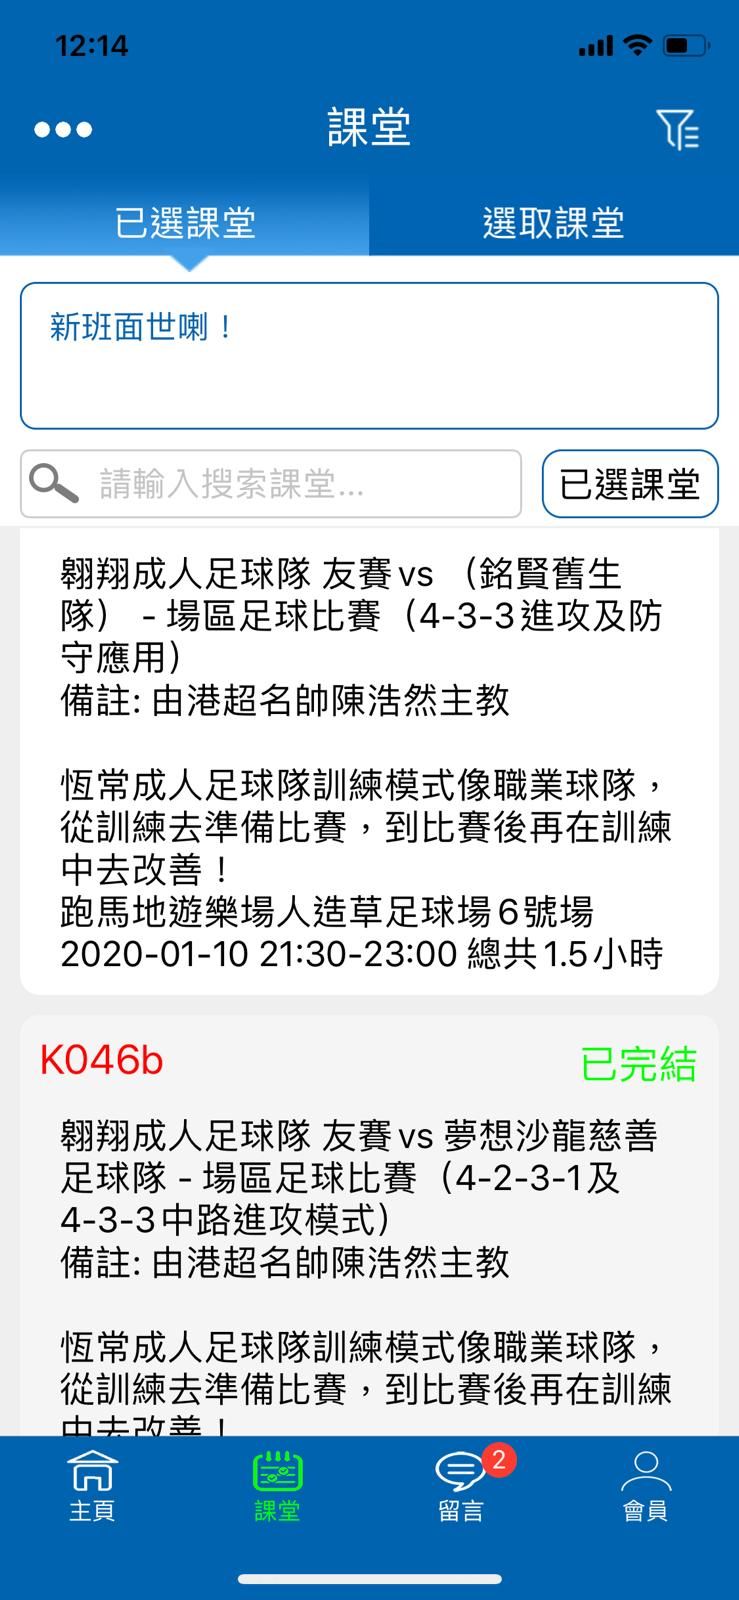 12:14
課堂
已選課堂
選取課堂
新班面世喇！
請輸入搜索課堂...
已選課堂
翱翔成人足球隊 友賽vs （銘賢舊生
隊） - 場區足球比賽（4-3-3進攻及防
守應用）
備註: 由港超名帥陳浩然主教
恆常成人足球隊訓練模式像職業球隊，
從訓練去準備比賽，到比賽後再在訓練
中去改善！
跑馬地遊樂場人造草足球場6號場
2020-01-10 21:30-23:00 總共1.5小時
K046b
已完結
翱翔成人足球隊 友賽vs 夢想沙龍慈善
足球隊 - 場區足球比賽（4-2-3-1及
4-3-3中路進攻模式）
備註: 由港超名帥陳浩然主教
恆常成人足球隊訓練模式像職業球隊，
從訓練去準備比賽，到比賽後再在訓練
中去改善！
主頁
課堂
2
留言
會員